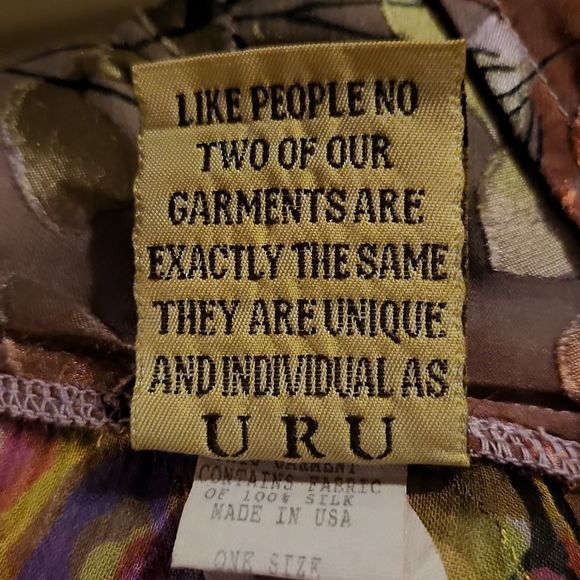 LIKE PEOPLE NO
TWO OF OUR
GARMENTS ARE
EXACTLY THE SAME
THEY ARE UNIQUE
AND INDIVIDUAL AS
URU
GARMENT
CONTAINS FABRIC
OF 100% SILK
MADE IN USA
ONE SIZE